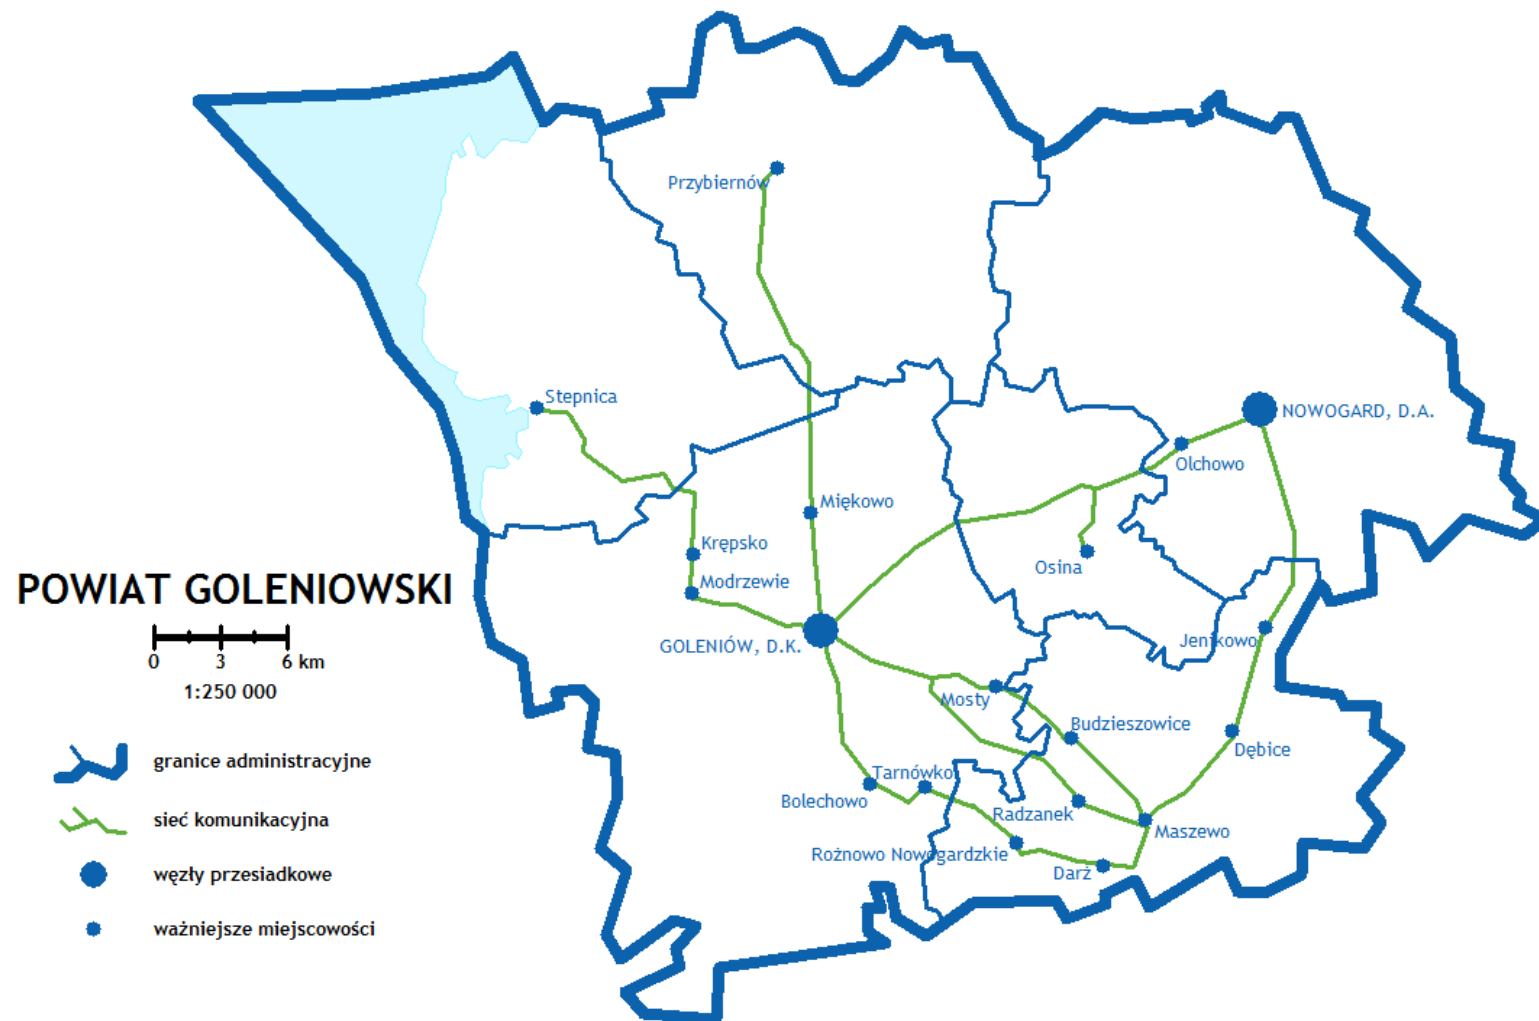 Przybiernów
Stepnica
NOWOGARD, D.A.
Olchowo
Miękowo
Krępsko
Osina
Modrzewie
POWIAT GOLENIOWSKI
GOLENIÓW, D.K.
Jenikowo
0 3 6 km
1:250 000
Mosty
Budzieszowice
Dębice
granice administracyjne
Tarnówko
Bolechowo
Radzanek
sieć komunikacyjna
Maszewo
Rożnowo Nowogardzkie
Darż
węzły przesiadkowe
ważniejsze miejscowości